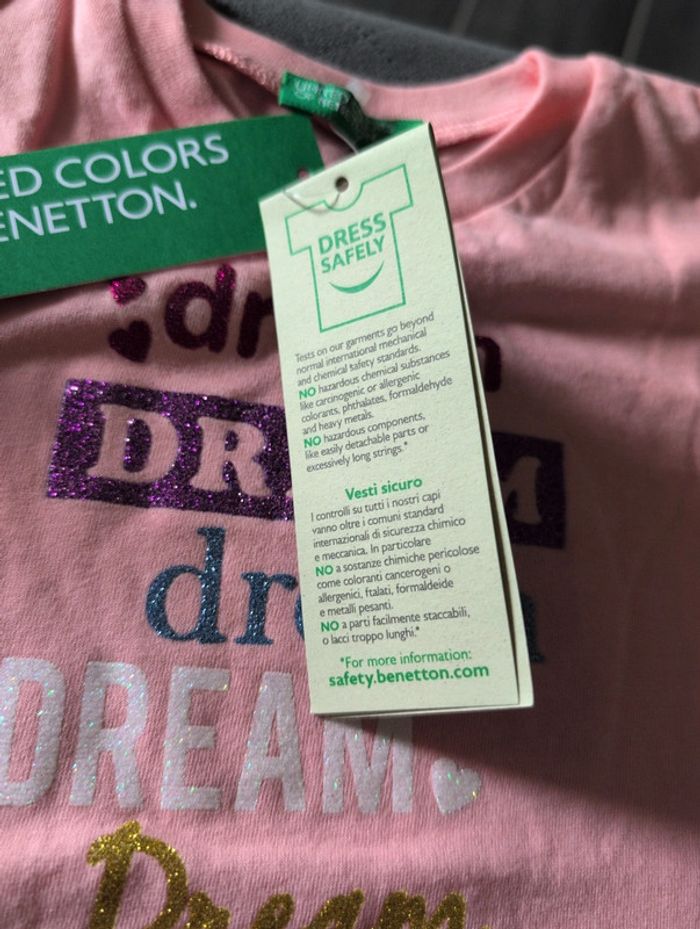 ED COLORS
ENETTON.
DRESS
SAFELY
Tests on our garments go beyond
normal international mechanical
and chemical safety standards.
NO hazardous chemical substances
like carcinogenic or allergenic
colorants, phthalates, formaldehyde
and heavy metals.
NO hazardous components,
like easily detachable parts or
excessively long strings.*
Vesti sicuro
I controlli su tutti i nostri capi
vanno oltre i comuni standard
internazionali di sicurezza chimico
e meccanica. In particolare
NO a sostanze chimiche pericolose
come coloranti cancerogeni o
allergenici, ftalati, formaldeide
e metalli pesanti.
NO a parti facilmente staccabili,
o lacci troppo lunghi.*
*For more information:
safety.benetton.com
dr
DR M
dr
DREAM
Dream